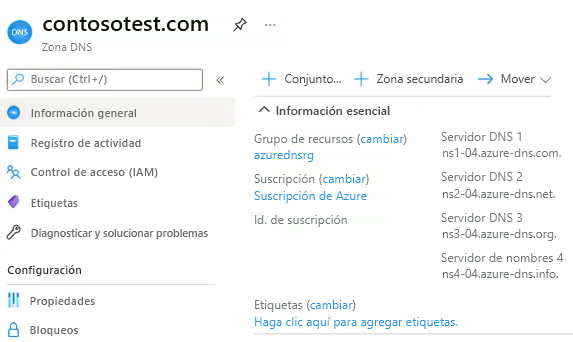 contosotest.com
DNS
Zona DNS
Buscar (Ctrl+/)
«
Conjunto...
Zona secundaria
Mover
Información general
Registro de actividad
Control de acceso (IAM)
Etiquetas
Diagnosticar y solucionar problemas
Configuración
Propiedades
Bloqueos
Información esencial
Grupo de recursos (cambiar)
azurednsrg
Suscripción (cambiar)
Suscripción de Azure
Id. de suscripción
Servidor DNS 1
ns1-04.azure-dns.com.
Servidor DNS 2
ns2-04.azure-dns.net.
Servidor DNS 3
ns3-04.azure-dns.org.
Servidor de nombres 4
ns4-04.azure-dns.info.
Etiquetas (cambiar)
Haga clic aquí para agregar etiquetas.